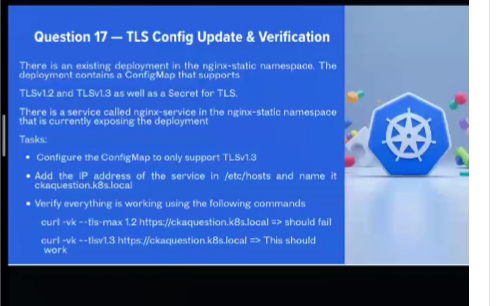 Question 17 — TLS Config Update & Verification
There is an existing deployment in the nginx-static namespace. The
deployment contains a ConfigMap that supports
TLSv1.2 and TLSv1.3 as well as a Secret for TLS.
There is a service called nginx-service in the nginx-static namespace
that is currently exposing the deployment
Tasks:
• Configure the ConfigMap to only support TLSv1.3
• Add the IP address of the service in /etc/hosts and name it
ckaquestion.k8s.local
• Verify everything is working using the following commands
curl -vk --tls-max 1.2 https://ckaquestion.k8s.local => should fail
curl -vk --tlsv1.3 https://ckaquestion.k8s.local => This should
work